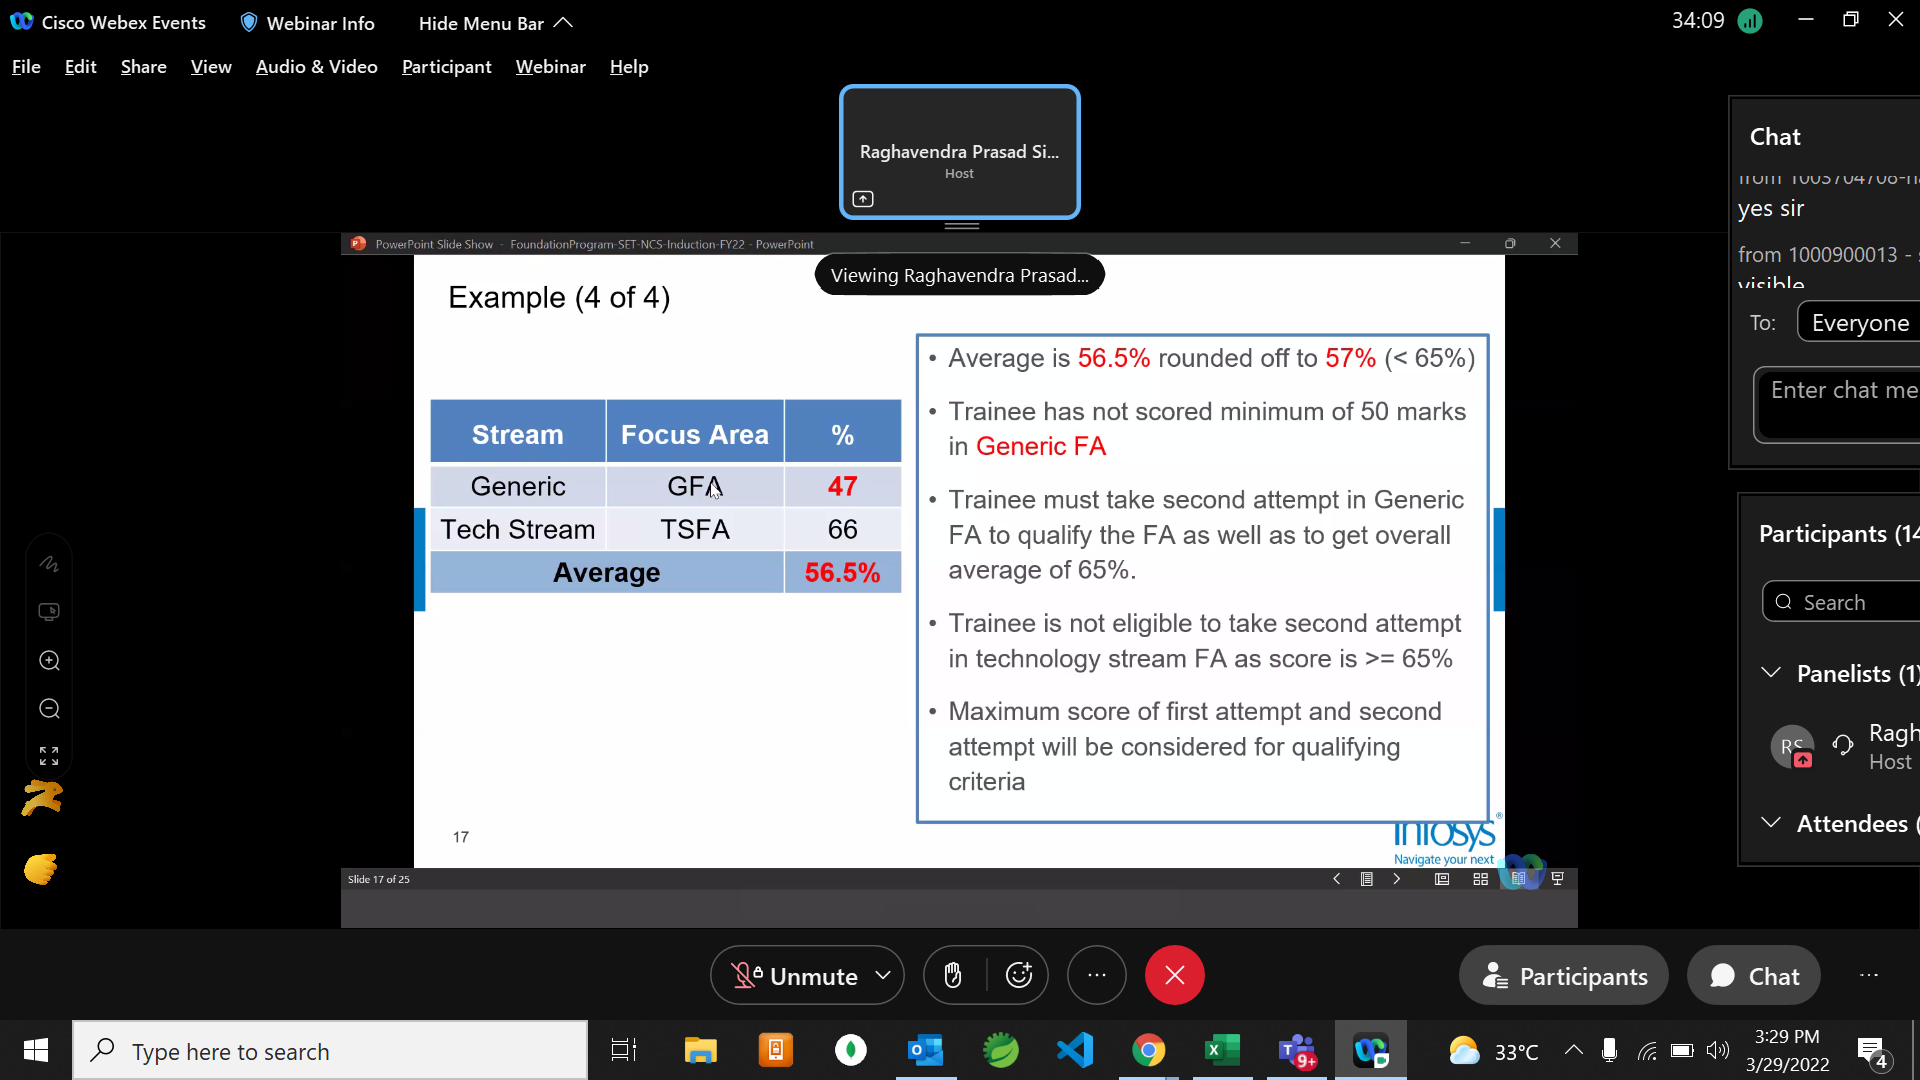 Cisco Webex Events
Webinar Info
Hide Menu Bar
34:09
File Edit Share View Audio & Video Participant Webinar Help
Raghavendra Prasad Si...
Host
PowerPoint Slide Show - FoundationProgram-SET-NCS-Induction-FY22 - PowerPoint
Viewing Raghavendra Prasad...
Example (4 of 4)
Stream Focus Area %
Generic GFA 47
Tech Stream TSFA 66
Average 56.5%
• Average is 56.5% rounded off to 57% (< 65%)
• Trainee has not scored minimum of 50 marks
in Generic FA
• Trainee must take second attempt in Generic
FA to qualify the FA as well as to get overall
average of 65%.
• Trainee is not eligible to take second attempt
in technology stream FA as score is >= 65%
• Maximum score of first attempt and second
attempt will be considered for qualifying
criteria
17
Infosys®
Navigate your next
Slide 17 of 25
Chat
yes sir
from 1000900013 -
visible
To: Everyone
Enter chat me
Participants (14
Search
Panelists (1)
RS
Ragh
Host
Attendees (
Unmute
Participants
Chat
Type here to search
9+
33°C
3:29 PM
3/29/2022
4